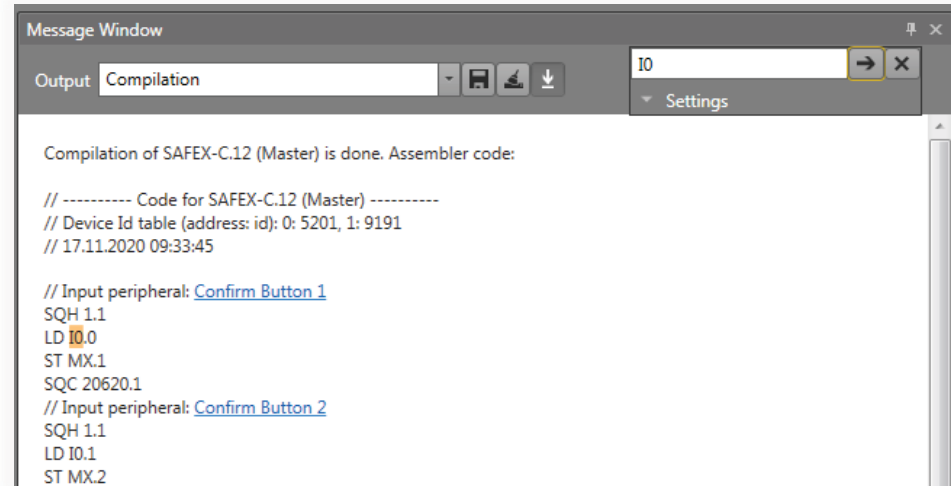 Message Window
Output Compilation
I0
Settings
Compilation of SAFEX-C.12 (Master) is done. Assembler code:
// ---------- Code for SAFEX-C.12 (Master) ----------
// Device Id table (address: id): 0: 5201, 1: 9191
// 17.11.2020 09:33:45
// Input peripheral: Confirm Button 1
SQH 1.1
LD I0.0
ST MX.1
SQC 20620.1
// Input peripheral: Confirm Button 2
SQH 1.1
LD I0.1
ST MX.2